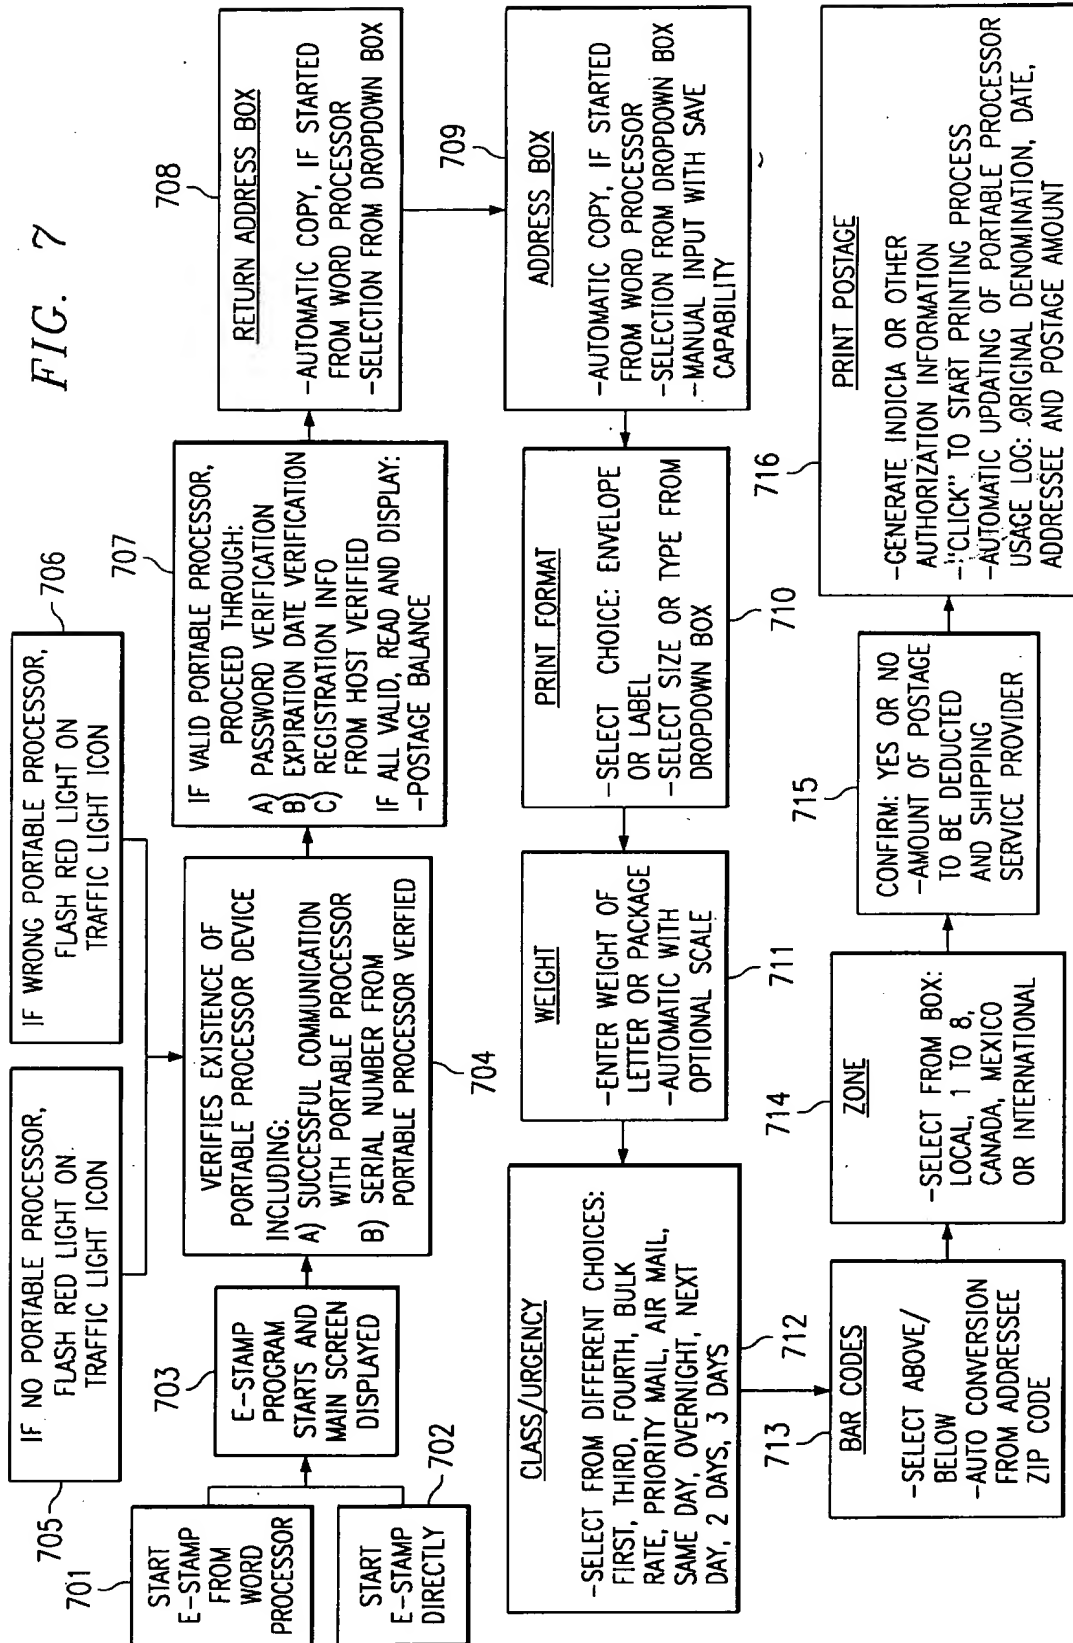 FIG. 7
701
START
E-STAMP
FROM
WORD
PROCESSOR
START
E-STAMP
DIRECTLY
702
703
E-STAMP
PROGRAM
STARTS AND
MAIN SCREEN
DISPLAYED
705
IF NO PORTABLE PROCESSOR,
FLASH RED LIGHT ON
TRAFFIC LIGHT ICON
IF WRONG PORTABLE PROCESSOR,
FLASH RED LIGHT ON
TRAFFIC LIGHT ICON
706
VERIFIES EXISTENCE OF
PORTABLE PROCESSOR DEVICE
INCLUDING:
A) SUCCESSFUL COMMUNICATION
WITH PORTABLE PROCESSOR
B) SERIAL NUMBER FROM
PORTABLE PROCESSOR VERFIED
704
707
IF VALID PORTABLE PROCESSOR,
PROCEED THROUGH:
A) PASSWORD VERIFICATION
B) EXPIRATION DATE VERIFICATION
C) REGISTRATION INFO
FROM HOST VERIFIED
IF ALL VALID, READ AND DISPLAY:
-POSTAGE BALANCE
708
RETURN ADDRESS BOX
-AUTOMATIC COPY, IF STARTED
FROM WORD PROCESSOR
-SELECTION FROM DROPDOWN BOX
709
ADDRESS BOX
-AUTOMATIC COPY, IF STARTED
FROM WORD PROCESSOR
-SELECTION FROM DROPDOWN BOX
-MANUAL INPUT WITH SAVE
CAPABILITY
PRINT FORMAT
-SELECT CHOICE: ENVELOPE
OR LABEL
-SELECT SIZE OR TYPE FROM
DROPDOWN BOX
710
WEIGHT
-ENTER WEIGHT OF
LETTER OR PACKAGE
-AUTOMATIC WITH
OPTIONAL SCALE
711
CLASS/URGENCY
-SELECT FROM DIFFERENT CHOICES:
FIRST, THIRD, FOURTH, BULK
RATE, PRIORITY MAIL, AIR MAIL,
SAME DAY, OVERNIGHT, NEXT
DAY, 2 DAYS, 3 DAYS
712
713
BAR CODES
-SELECT ABOVE/
BELOW
-AUTO CONVERSION
FROM ADDRESSEE
ZIP CODE
714
ZONE
-SELECT FROM BOX:
LOCAL, 1 TO 8,
CANADA, MEXICO
OR INTERNATIONAL
715
CONFIRM: YES OR NO
-AMOUNT OF POSTAGE
TO BE DEDUCTED
AND SHIPPING
SERVICE PROVIDER
716
PRINT POSTAGE
-GENERATE INDICIA OR OTHER
AUTHORIZATION INFORMATION
-"CLICK" TO START PRINTING PROCESS
-AUTOMATIC UPDATING OF PORTABLE PROCESSOR
USAGE LOG: ORIGINAL DENOMINATION, DATE,
ADDRESSEE AND POSTAGE AMOUNT